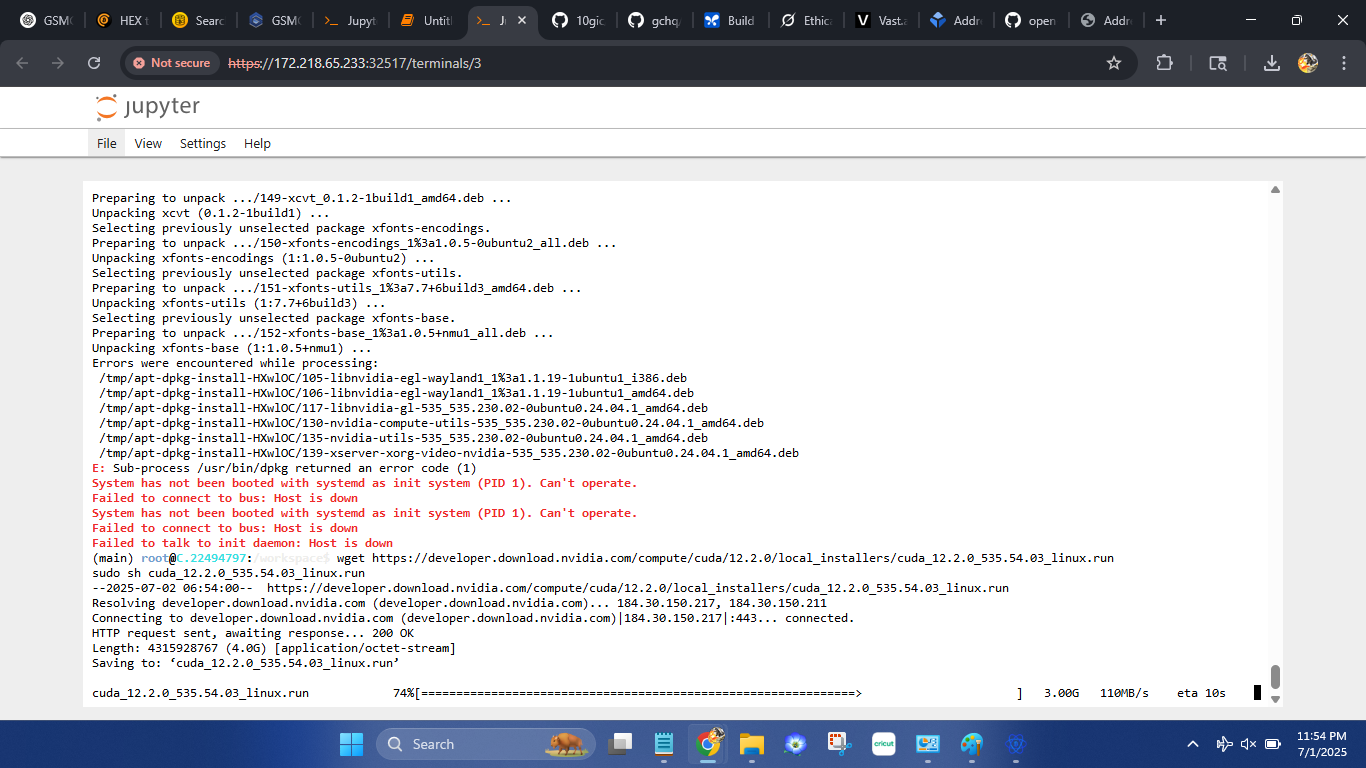 GSMC
HEX t
Searc
GSMC
Jupyt
Untitl
Ju
10gic
gchq/
Build
Ethic
Vast.a
Addre
open
Addre
Not secure
https://172.218.65.233:32517/terminals/3
jupyter
File View Settings Help
Preparing to unpack .../149-xcvt_0.1.2-1build1_amd64.deb ...
Unpacking xcvt (0.1.2-1build1) ...
Selecting previously unselected package xfonts-encodings.
Preparing to unpack .../150-xfonts-encodings_1%3a1.0.5-0ubuntu2_all.deb ...
Unpacking xfonts-encodings (1:1.0.5-0ubuntu2) ...
Selecting previously unselected package xfonts-utils.
Preparing to unpack .../151-xfonts-utils_1%3a7.7+6build3_amd64.deb ...
Unpacking xfonts-utils (1:7.7+6build3) ...
Selecting previously unselected package xfonts-base.
Preparing to unpack .../152-xfonts-base_1%3a1.0.5+nmu1_all.deb ...
Unpacking xfonts-base (1:1.0.5+nmu1) ...
Errors were encountered while processing:
/tmp/apt-dpkg-install-HXwlOC/105-libnvidia-egl-wayland1_1%3a1.1.19-1ubuntu1_i386.deb
/tmp/apt-dpkg-install-HXwlOC/106-libnvidia-egl-wayland1_1%3a1.1.19-1ubuntu1_amd64.deb
/tmp/apt-dpkg-install-HXwlOC/117-libnvidia-gl-535_535.230.02-0ubuntu0.24.04.1_amd64.deb
/tmp/apt-dpkg-install-HXwlOC/130-nvidia-compute-utils-535_535.230.02-0ubuntu0.24.04.1_amd64.deb
/tmp/apt-dpkg-install-HXwlOC/135-nvidia-utils-535_535.230.02-0ubuntu0.24.04.1_amd64.deb
/tmp/apt-dpkg-install-HXwlOC/139-xserver-xorg-video-nvidia-535_535.230.02-0ubuntu0.24.04.1_amd64.deb
E: Sub-process /usr/bin/dpkg returned an error code (1)
System has not been booted with systemd as init system (PID 1). Can't operate.
Failed to connect to bus: Host is down
System has not been booted with systemd as init system (PID 1). Can't operate.
Failed to connect to bus: Host is down
Failed to talk to init daemon: Host is down
(main) root@C.22494797:/workspace$ wget https://developer.download.nvidia.com/compute/cuda/12.2.0/local_installers/cuda_12.2.0_535.54.03_linux.run
sudo sh cuda_12.2.0_535.54.03_linux.run
--2025-07-02 06:54:00--  https://developer.download.nvidia.com/compute/cuda/12.2.0/local_installers/cuda_12.2.0_535.54.03_linux.run
Resolving developer.download.nvidia.com (developer.download.nvidia.com)... 184.30.150.217, 184.30.150.211
Connecting to developer.download.nvidia.com (developer.download.nvidia.com)|184.30.150.217|:443... connected.
HTTP request sent, awaiting response... 200 OK
Length: 4315928767 (4.0G) [application/octet-stream]
Saving to: ‘cuda_12.2.0_535.54.03_linux.run’
cuda_12.2.0_535.54.03_linux.run 74%[==============================================================> ] 3.00G 110MB/s eta 10s
Search
cricut
11:54 PM
7/1/2025